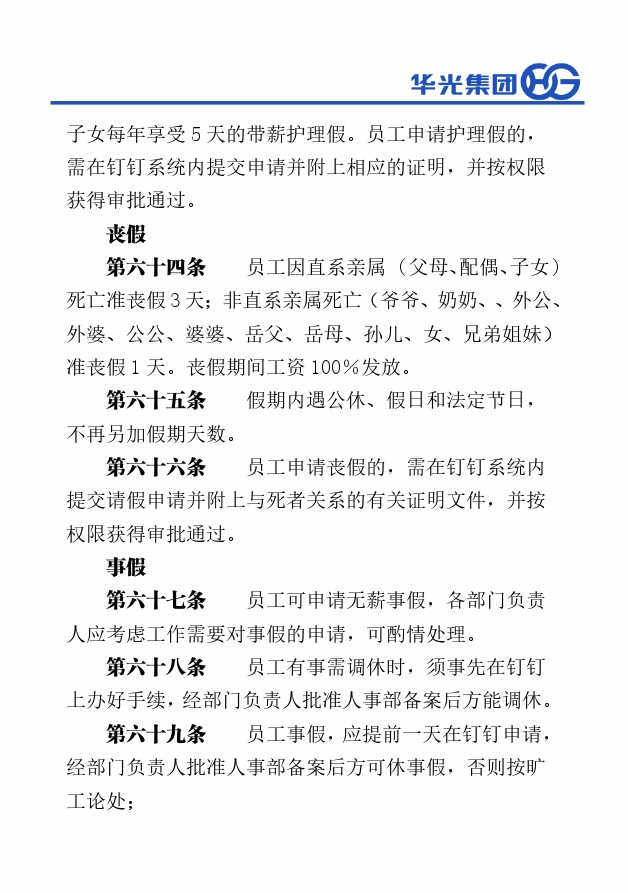 华光集团
子女每年享受5天的带薪护理假。员工申请护理假的，
需在钉钉系统内提交申请并附上相应的证明，并按权限
获得审批通过。
丧假
第六十四条 员工因直系亲属（父母、配偶、子女）
死亡准丧假3天；非直系亲属死亡（爷爷、奶奶、、外公、
外婆、公公、婆婆、岳父、岳母、孙儿、女、兄弟姐妹）
准丧假1天。丧假期间工资100%发放。
第六十五条 假期内遇公休、假日和法定节日，
不再另加假期天数。
第六十六条 员工申请丧假的，需在钉钉系统内
提交请假申请并附上与死者关系的有关证明文件，并按
权限获得审批通过。
事假
第六十七条 员工可申请无薪事假，各部门负责
人应考虑工作需要对事假的申请，可酌情处理。
第六十八条 员工有事需调休时，须事先在钉钉
上办好手续，经部门负责人批准人事部备案后方能调休。
第六十九条 员工事假，应提前一天在钉钉申请，
经部门负责人批准人事部备案后方可休事假，否则按旷
工论处；